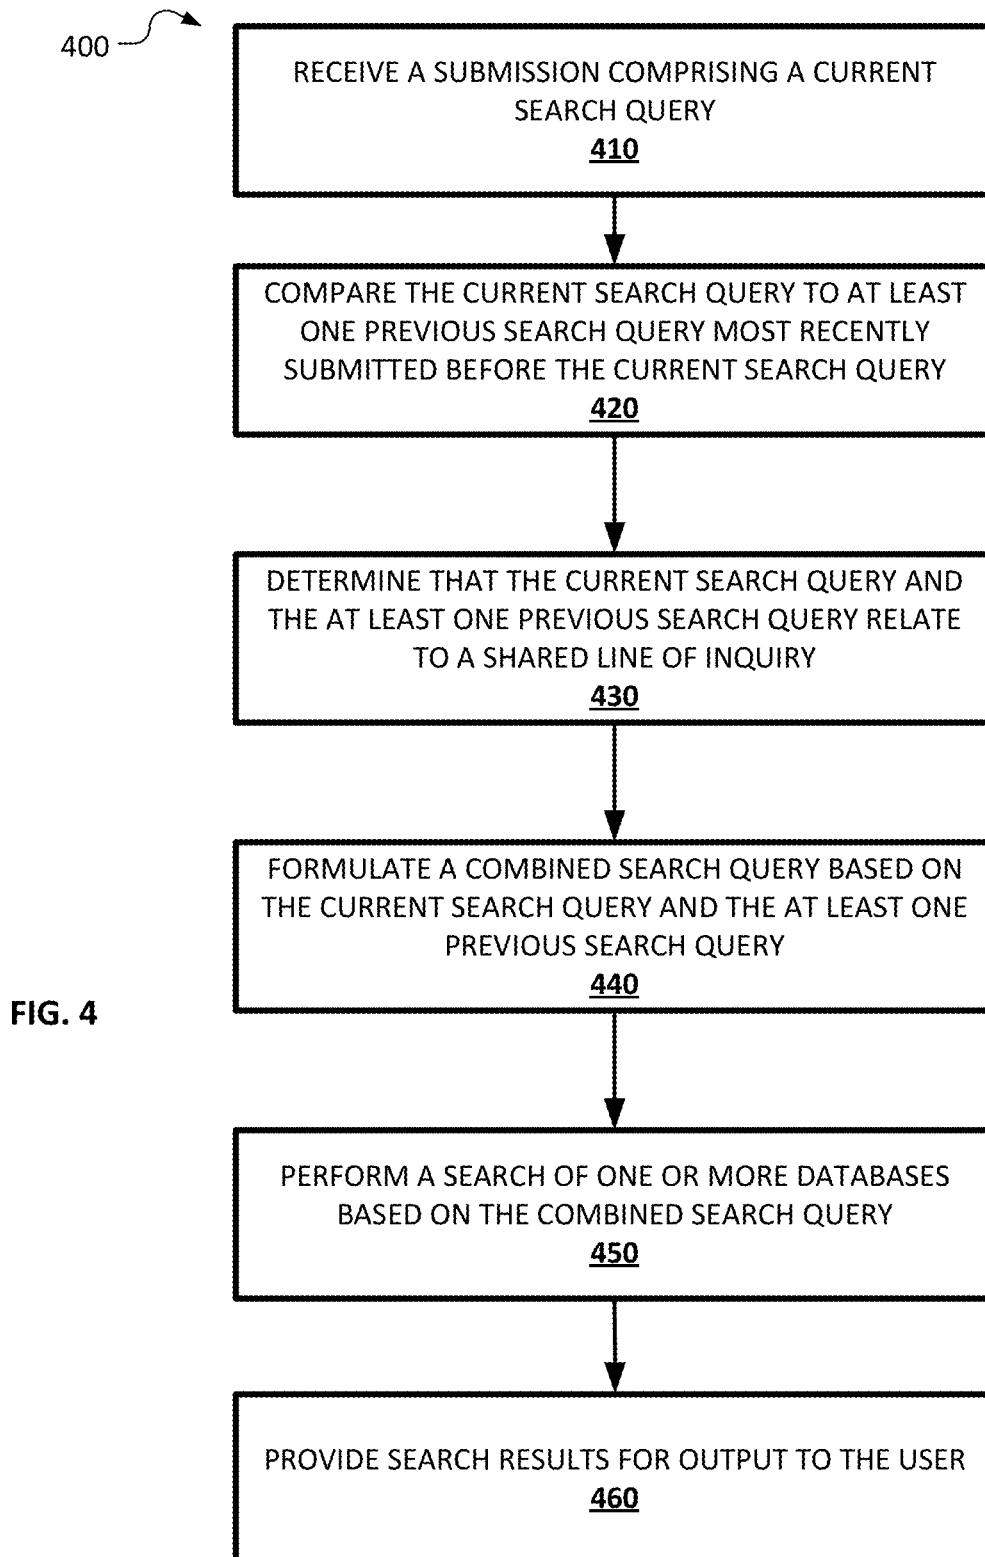 400
RECEIVE A SUBMISSION COMPRISING A CURRENT
SEARCH QUERY
410
COMPARE THE CURRENT SEARCH QUERY TO AT LEAST
ONE PREVIOUS SEARCH QUERY MOST RECENTLY
SUBMITTED BEFORE THE CURRENT SEARCH QUERY
420
DETERMINE THAT THE CURRENT SEARCH QUERY AND
THE AT LEAST ONE PREVIOUS SEARCH QUERY RELATE
TO A SHARED LINE OF INQUIRY
430
FORMULATE A COMBINED SEARCH QUERY BASED ON
THE CURRENT SEARCH QUERY AND THE AT LEAST ONE
PREVIOUS SEARCH QUERY
440
FIG. 4
PERFORM A SEARCH OF ONE OR MORE DATABASES
BASED ON THE COMBINED SEARCH QUERY
450
PROVIDE SEARCH RESULTS FOR OUTPUT TO THE USER
460